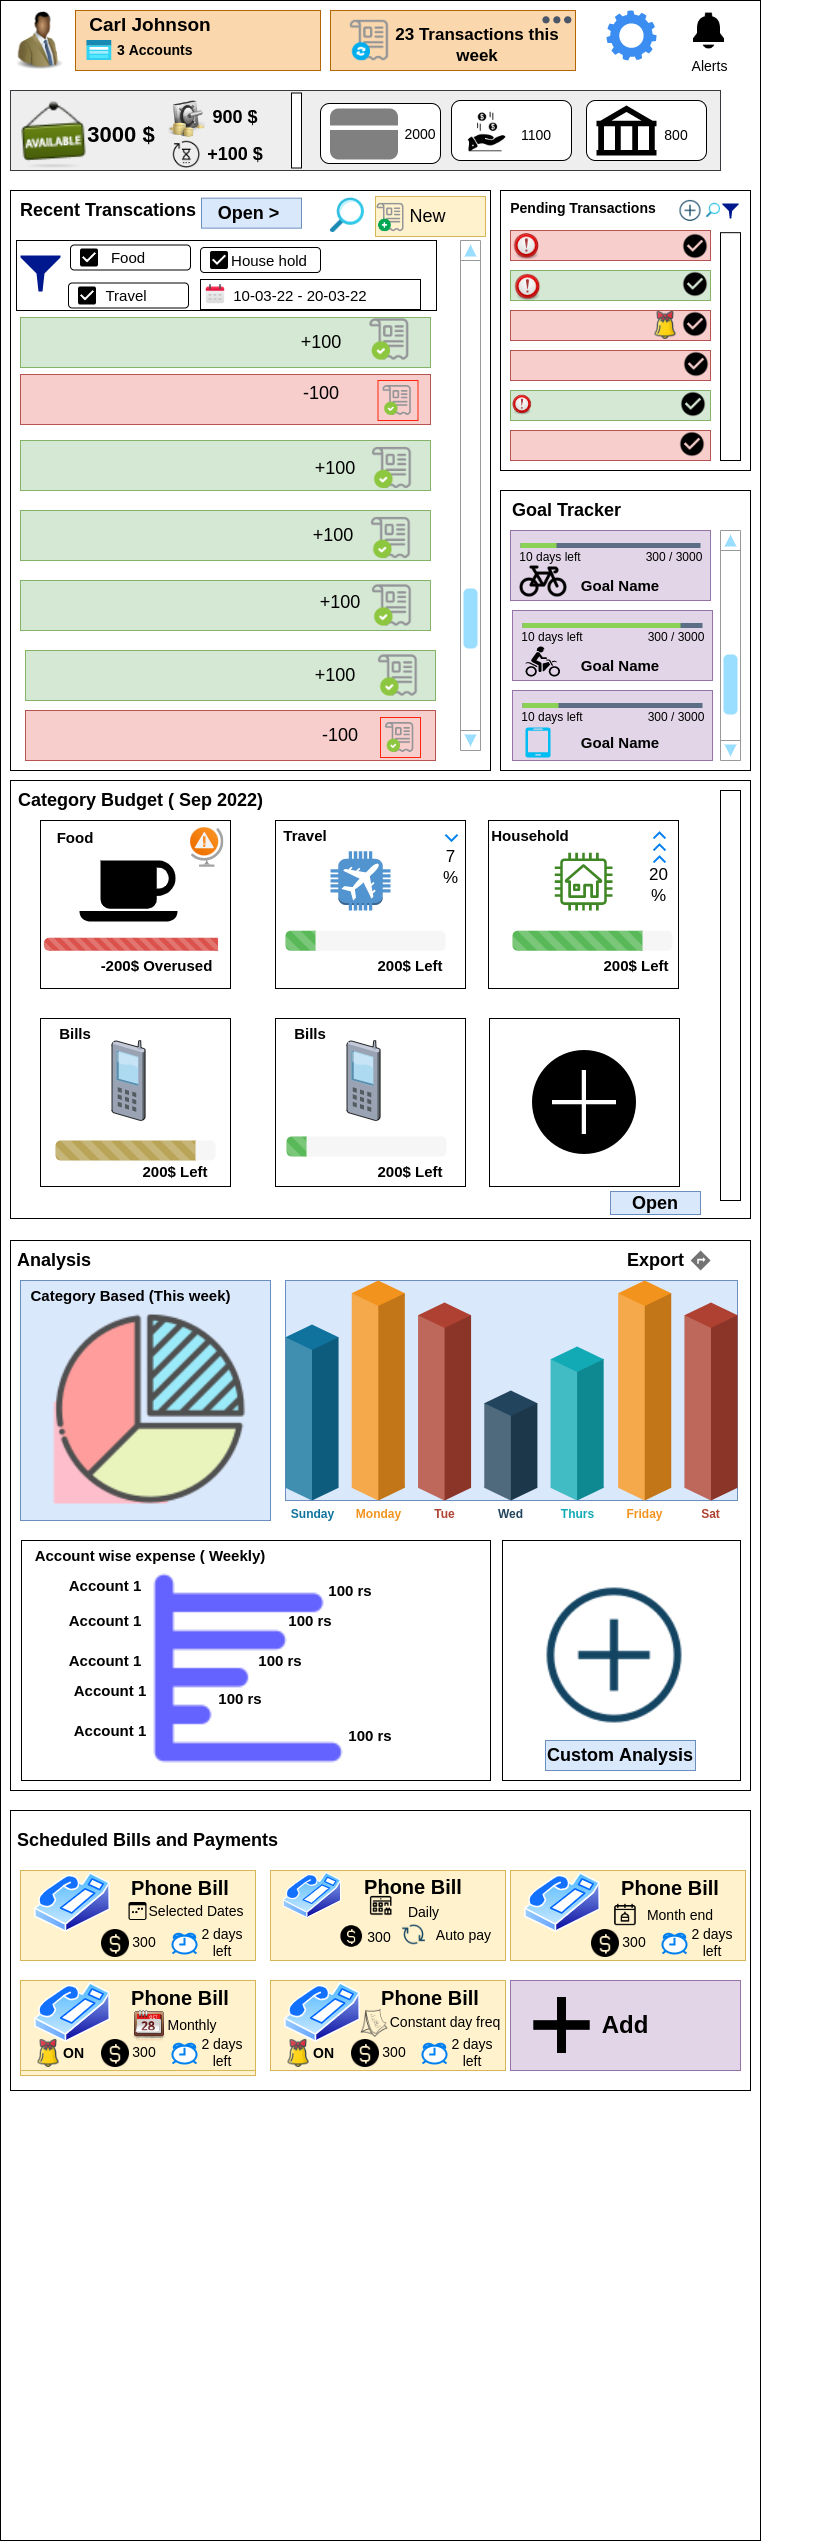 Carl Johnson
3 Accounts
23 Transactions this
week
Alerts
AVAILABLE
3000 $
900 $
+100 $
2000
1100
800
Recent Transcations
Open >
New
Food
House hold
Travel
10-03-22 - 20-03-22
+100
-100
+100
+100
+100
+100
-100
Pending Transactions
Goal Tracker
10 days left
300 / 3000
Goal Name
10 days left
300 / 3000
Goal Name
10 days left
300 / 3000
Goal Name
Category Budget ( Sep 2022)
Food
-200$ Overused
Travel
7
%
200$ Left
Household
20
%
200$ Left
Bills
200$ Left
Bills
200$ Left
Open
Analysis
Export
Category Based (This week)
Sunday
Monday
Tue
Wed
Thurs
Friday
Sat
Account wise expense ( Weekly)
Account 1
100 rs
Account 1
100 rs
Account 1
100 rs
Account 1
100 rs
Account 1
100 rs
Custom Analysis
Scheduled Bills and Payments
Phone Bill
Selected Dates
300
2 days
left
Phone Bill
Daily
300
Auto pay
Phone Bill
Month end
300
2 days
left
Phone Bill
28
Monthly
ON
300
2 days
left
Phone Bill
Constant day freq
ON
300
2 days
left
Add